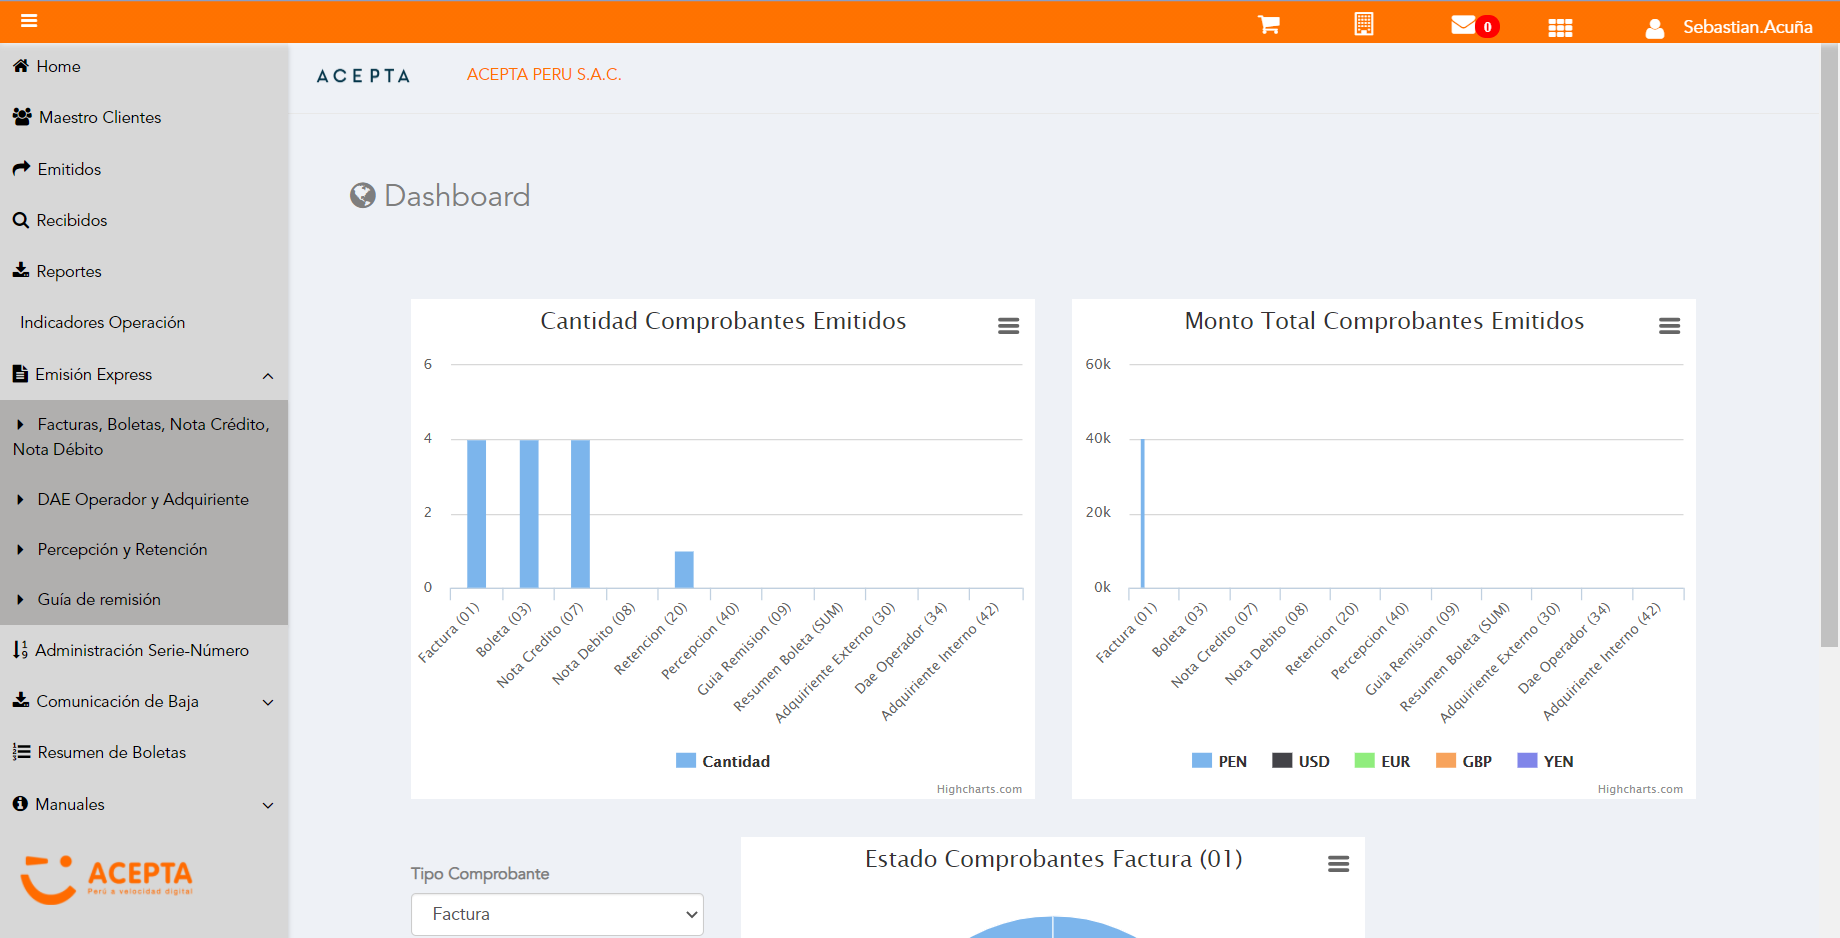 0
Sebastian.Acuña
Home
Maestro Clientes
Emitidos
Recibidos
Reportes
Indicadores Operación
Emisión Express
Facturas, Boletas, Nota Crédito,
Nota Débito
DAE Operador y Adquiriente
Percepción y Retención
Guía de remisión
Administración Serie-Número
Comunicación de Baja
Resumen de Boletas
Manuales
ACEPTA
Perú a velocidad digital
ACEPTA
ACEPTA PERU S.A.C.
Dashboard
Cantidad Comprobantes Emitidos
6
4
2
0
Factura (01)
Boleta (03)
Nota Credito (07)
Nota Debito (08)
Retencion (20)
Percepcion (40)
Guia Remision (09)
Resumen Boleta (SUM)
Adquiriente Externo (30)
Dae Operador (34)
Adquiriente Interno (42)
Cantidad
Highcharts.com
Monto Total Comprobantes Emitidos
60k
40k
20k
0k
Factura (01)
Boleta (03)
Nota Credito (07)
Nota Debito (08)
Retencion (20)
Percepcion (40)
Guia Remision (09)
Resumen Boleta (SUM)
Adquiriente Externo (30)
Dae Operador (34)
Adquiriente Interno (42)
PEN USD EUR GBP YEN
Highcharts.com
Tipo Comprobante
Factura
Estado Comprobantes Factura (01)